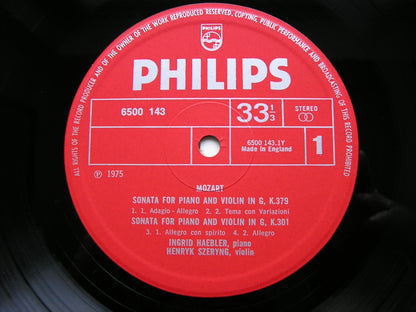 ALL RIGHTS OF THE RECORD PRODUCER AND OF THE OWNER OF THE WORK REPRODUCED RESERVED. COPYING, PUBLIC PERFORMANCE AND BROADCASTING OF THIS RECORD PROHIBITED
PHILIPS
PHILIPS
6500 143
33 1/3
STEREO
6500 143.1Y
Made in England
1
℗ 1975
MOZART
SONATA FOR PIANO AND VIOLIN IN G, K.379
1. 1. Adagio-Allegro 2. 2. Tema con Variazioni
SONATA FOR PIANO AND VIOLIN IN G, K.301
3. 1. Allegro con spirito 4. 2. Allegro
INGRID HAEBLER, piano
HENRYK SZERYNG, violin